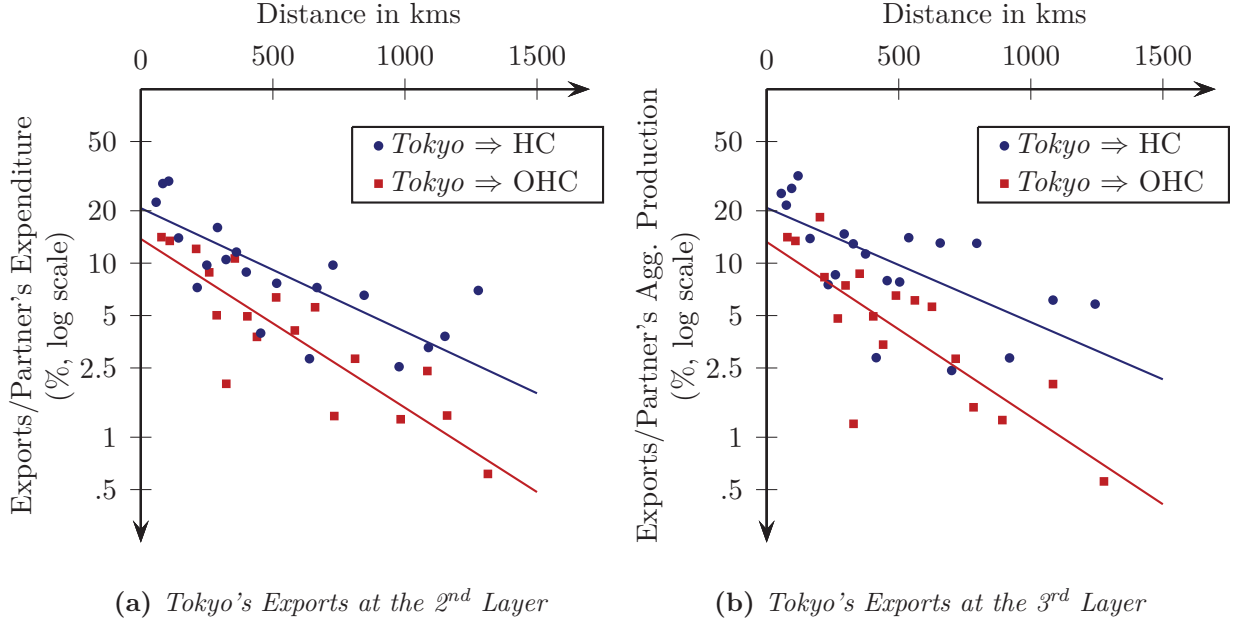 Distance in kms
0 500 1000 1500
50
20
10
5
2.5
1
.5
Exports/Partner's Expenditure
(%, log scale)
Tokyo ⇒ HC
Tokyo ⇒ OHC
(a) Tokyo's Exports at the 2nd Layer
Distance in kms
0 500 1000 1500
50
20
10
5
2.5
1
.5
Exports/Partner's Agg. Production
(%, log scale)
Tokyo ⇒ HC
Tokyo ⇒ OHC
(b) Tokyo's Exports at the 3rd Layer